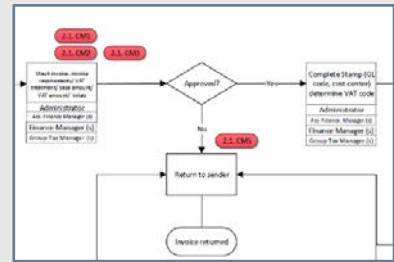 2.1. CM1
2.1. CM2
2.1. CM3
Check invoice: invoice
requirements/ VAT
treatment/ base amount/
VAT amount/ totals
Administrator
Ass Finance Manager (s)
Finance Manager (s)
Group Tax Manager (s)
Approved?
Yes
No
Complete Stamp (GL
code, cost center)
determine VAT code
Administrator
Ass Finance Manager (s)
Finance Manager (s)
Group Tax Manager (s)
2.1. CM5
Return to sender
Invoice returned